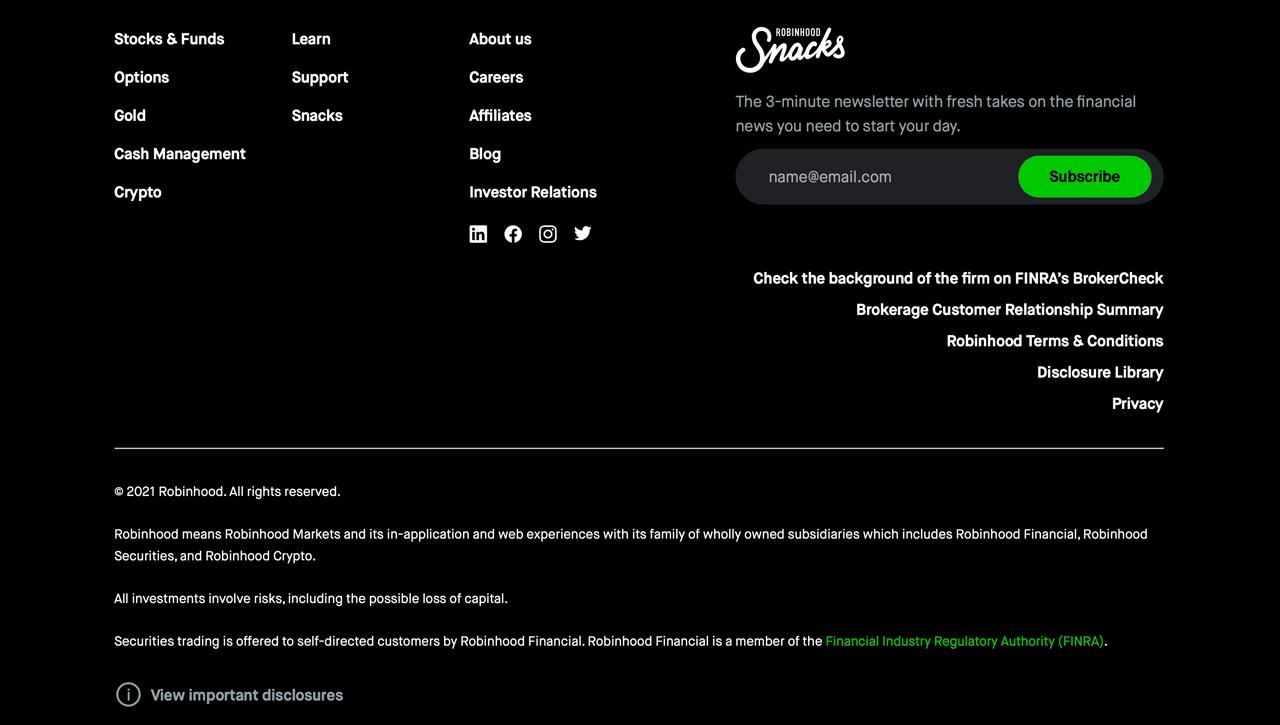 Stocks & Funds
Options
Gold
Cash Management
Crypto
Learn
Support
Snacks
About us
Careers
Affiliates
Blog
Investor Relations
ROBINHOOD
Snacks
The 3-minute newsletter with fresh takes on the financial
news you need to start your day.
name@email.com
Subscribe
Check the background of the firm on FINRA’s BrokerCheck
Brokerage Customer Relationship Summary
Robinhood Terms & Conditions
Disclosure Library
Privacy
© 2021 Robinhood. All rights reserved.
Robinhood means Robinhood Markets and its in-application and web experiences with its family of wholly owned subsidiaries which includes Robinhood Financial, Robinhood
Securities, and Robinhood Crypto.
All investments involve risks, including the possible loss of capital.
Securities trading is offered to self-directed customers by Robinhood Financial. Robinhood Financial is a member of the Financial Industry Regulatory Authority (FINRA).
View important disclosures